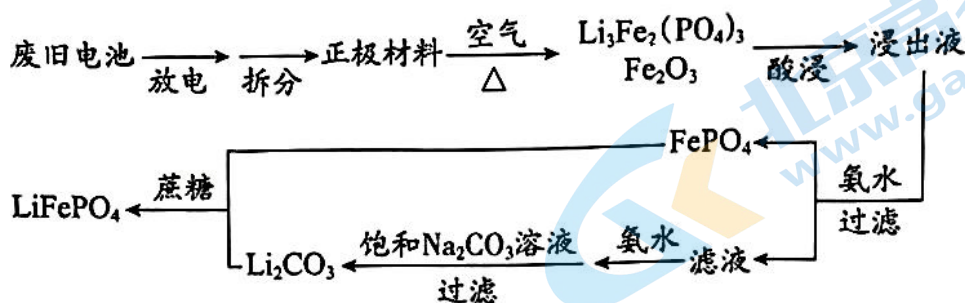 废旧电池 放电 拆分 正极材料 空气 △ Li₃Fe₂(PO₄)₃ Fe₂O₃ 酸浸 浸出液
FePO₄ 氨水 过滤
LiFePO₄ 蔗糖
Li₂CO₃ 饱和Na₂CO₃溶液 过滤 氨水 滤液
www.ga